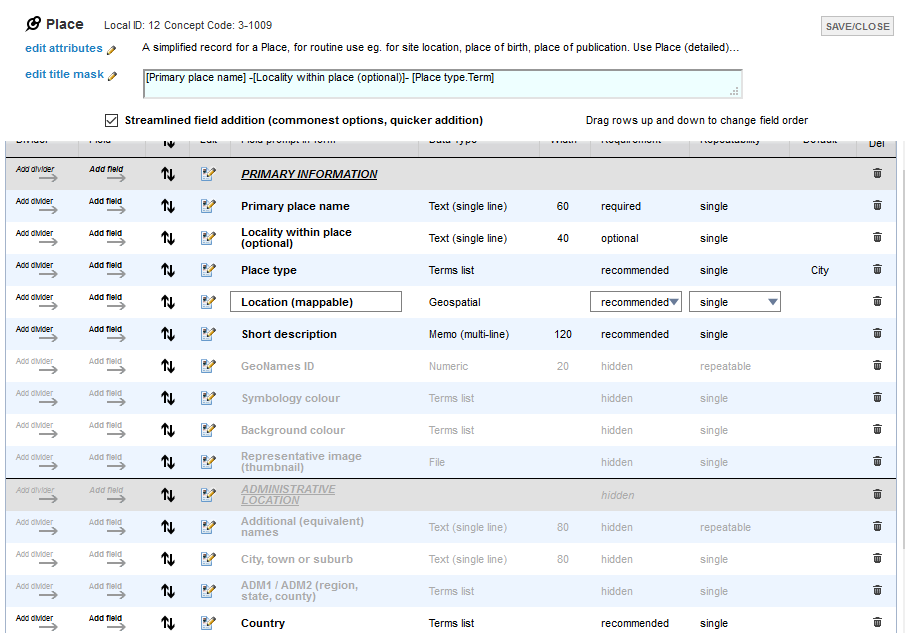 Place Local ID: 12 Concept Code: 3-1009 SAVE/CLOSE
edit attributes A simplified record for a Place, for routine use eg. for site location, place of birth, place of publication. Use Place (detailed)...
edit title mask [Primary place name] -[Locality within place (optional)]- [Place type.Term]
Streamlined field addition (commonest options, quicker addition) Drag rows up and down to change field order
Divider Field Edit Field prompt in form Data Type Width Requirement Repeatability Default Del
Add divider Add field PRIMARY INFORMATION
Add divider Add field Primary place name Text (single line) 60 required single
Add divider Add field Locality within place
(optional) Text (single line) 40 optional single
Add divider Add field Place type Terms list recommended single City
Add divider Add field Location (mappable) Geospatial recommended single
Add divider Add field Short description Memo (multi-line) 120 recommended single
Add divider Add field GeoNames ID Numeric 20 hidden repeatable
Add divider Add field Symbology colour Terms list hidden single
Add divider Add field Background colour Terms list hidden single
Add divider Add field Representative image
(thumbnail) File hidden single
Add divider Add field ADMINISTRATIVE
LOCATION hidden
Add divider Add field Additional (equivalent)
names Text (single line) 80 hidden repeatable
Add divider Add field City, town or suburb Text (single line) 80 hidden single
Add divider Add field ADM1 / ADM2 (region,
state, county) Terms list hidden single
Add divider Add field Country Terms list recommended single